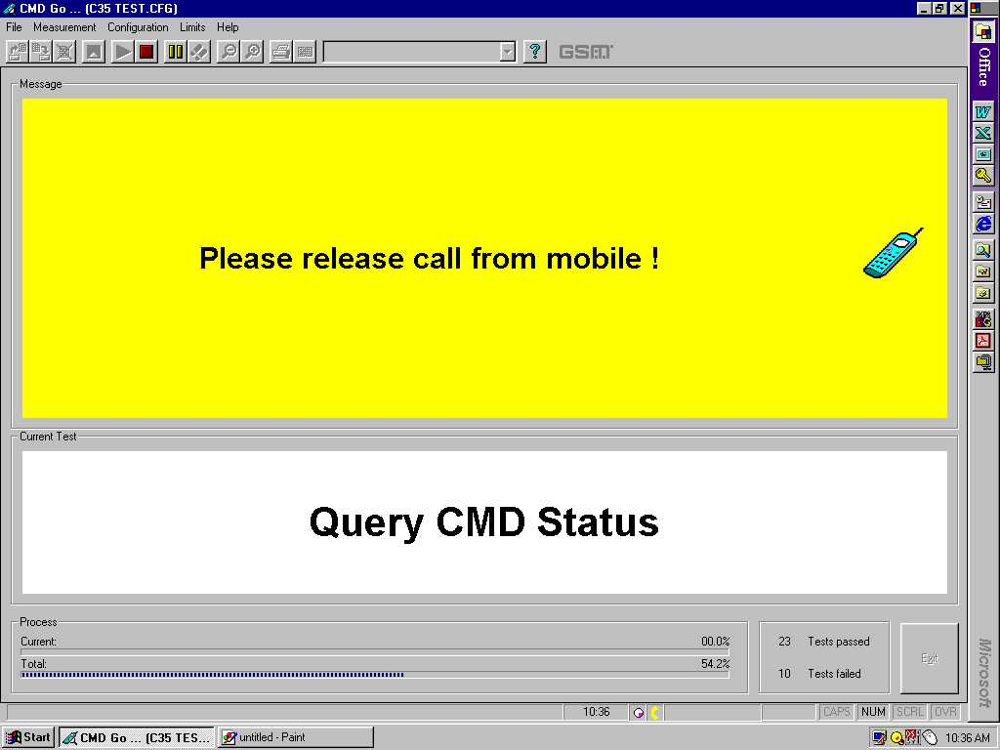 CMD Go ... (C35 TEST.CFG)
File Measurement Configuration Limits Help
GSM
Office
Message
Please release call from mobile !
Current Test
Query CMD Status
Process
Current: 00.0%
Total: 54.2%
23 Tests passed
10 Tests failed
Exit
Microsoft
10:36
CAPS NUM SCRL OVR
Start
CMD Go ... (C35 TES...
untitled - Paint
10:36 AM